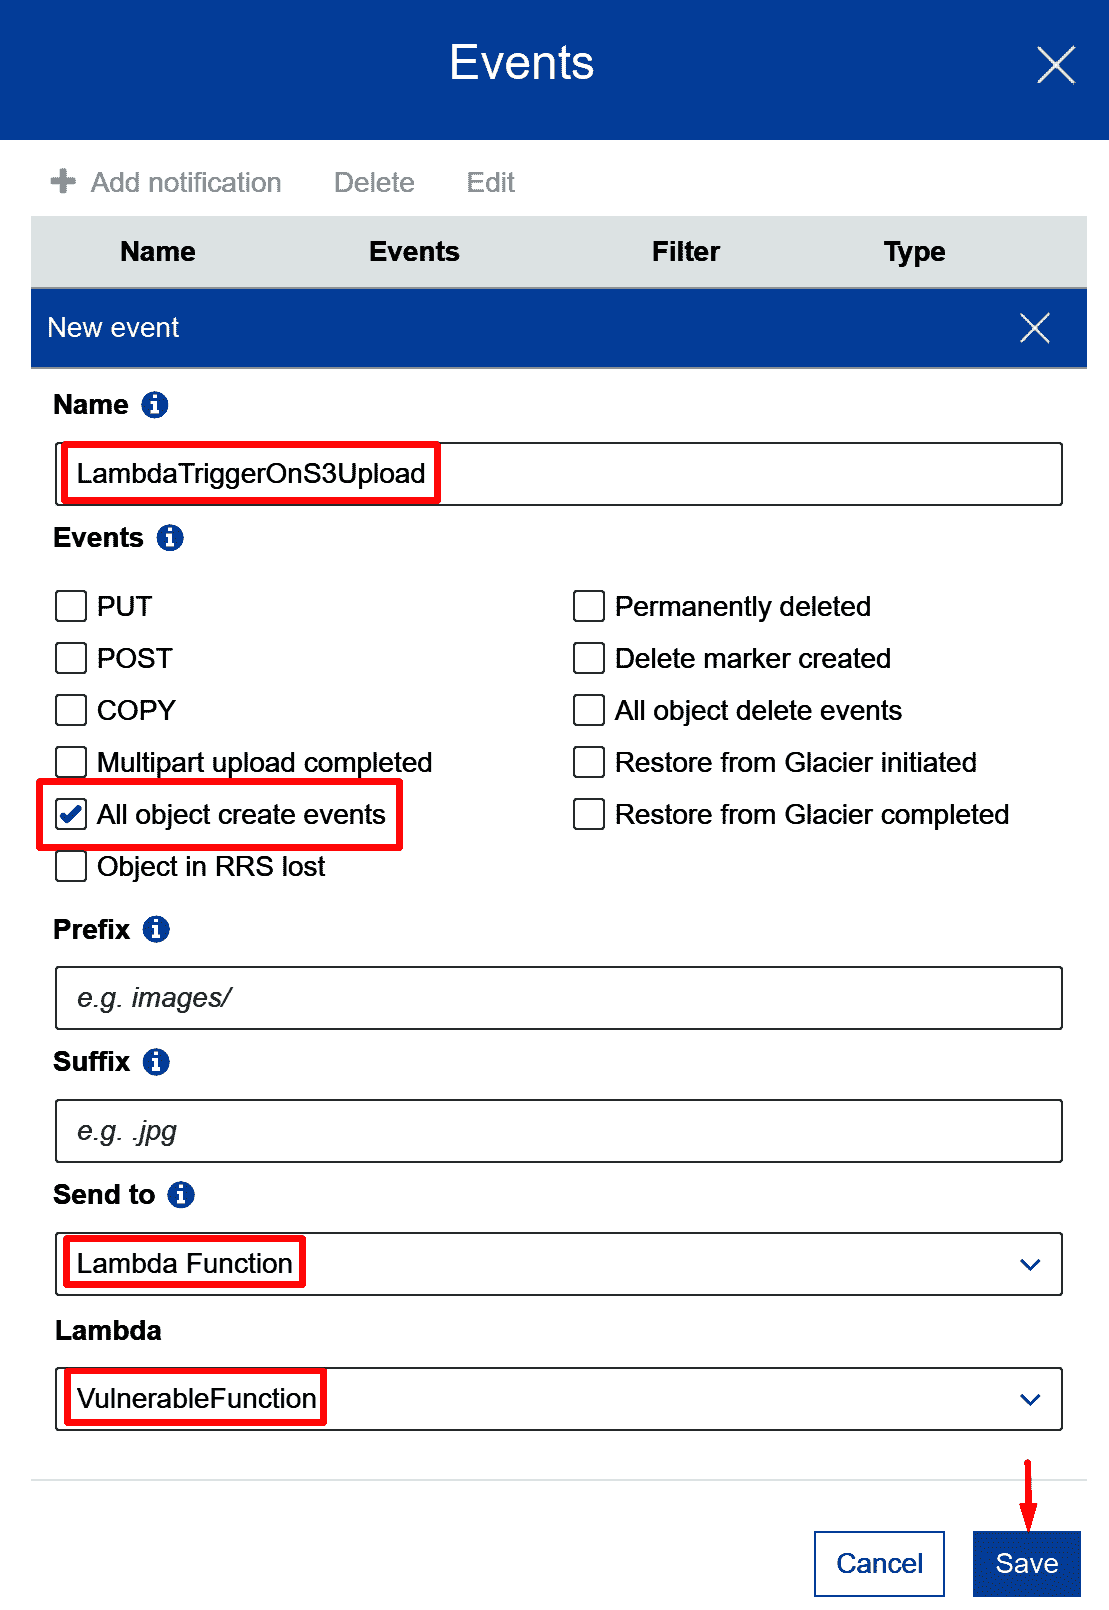 Events
Add notification Delete Edit
Name Events Filter Type
New event
Name
LambdaTriggerOnS3Upload
Events
PUT Permanently deleted
POST Delete marker created
COPY All object delete events
Multipart upload completed Restore from Glacier initiated
All object create events Restore from Glacier completed
Object in RRS lost
Prefix
e.g. images/
Suffix
e.g. .jpg
Send to
Lambda Function
Lambda
VulnerableFunction
Cancel Save